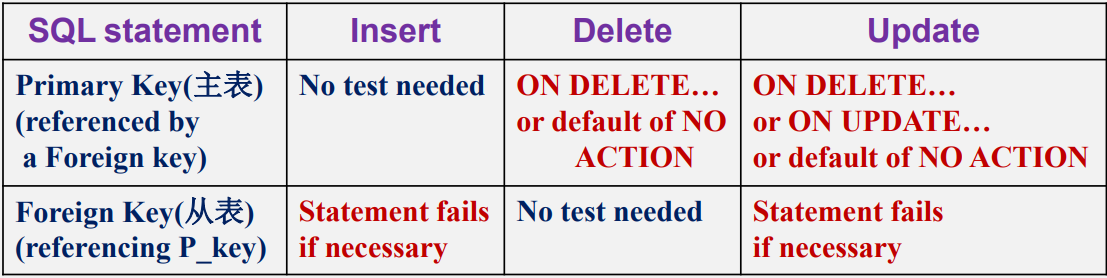 SQL statement Insert Delete Update
Primary Key(主表) No test needed ON DELETE… ON DELETE…
(referenced by or default of NO or ON UPDATE…
a Foreign key) ACTION or default of NO ACTION
Foreign Key(从表) Statement fails No test needed Statement fails
(referencing P_key) if necessary if necessary